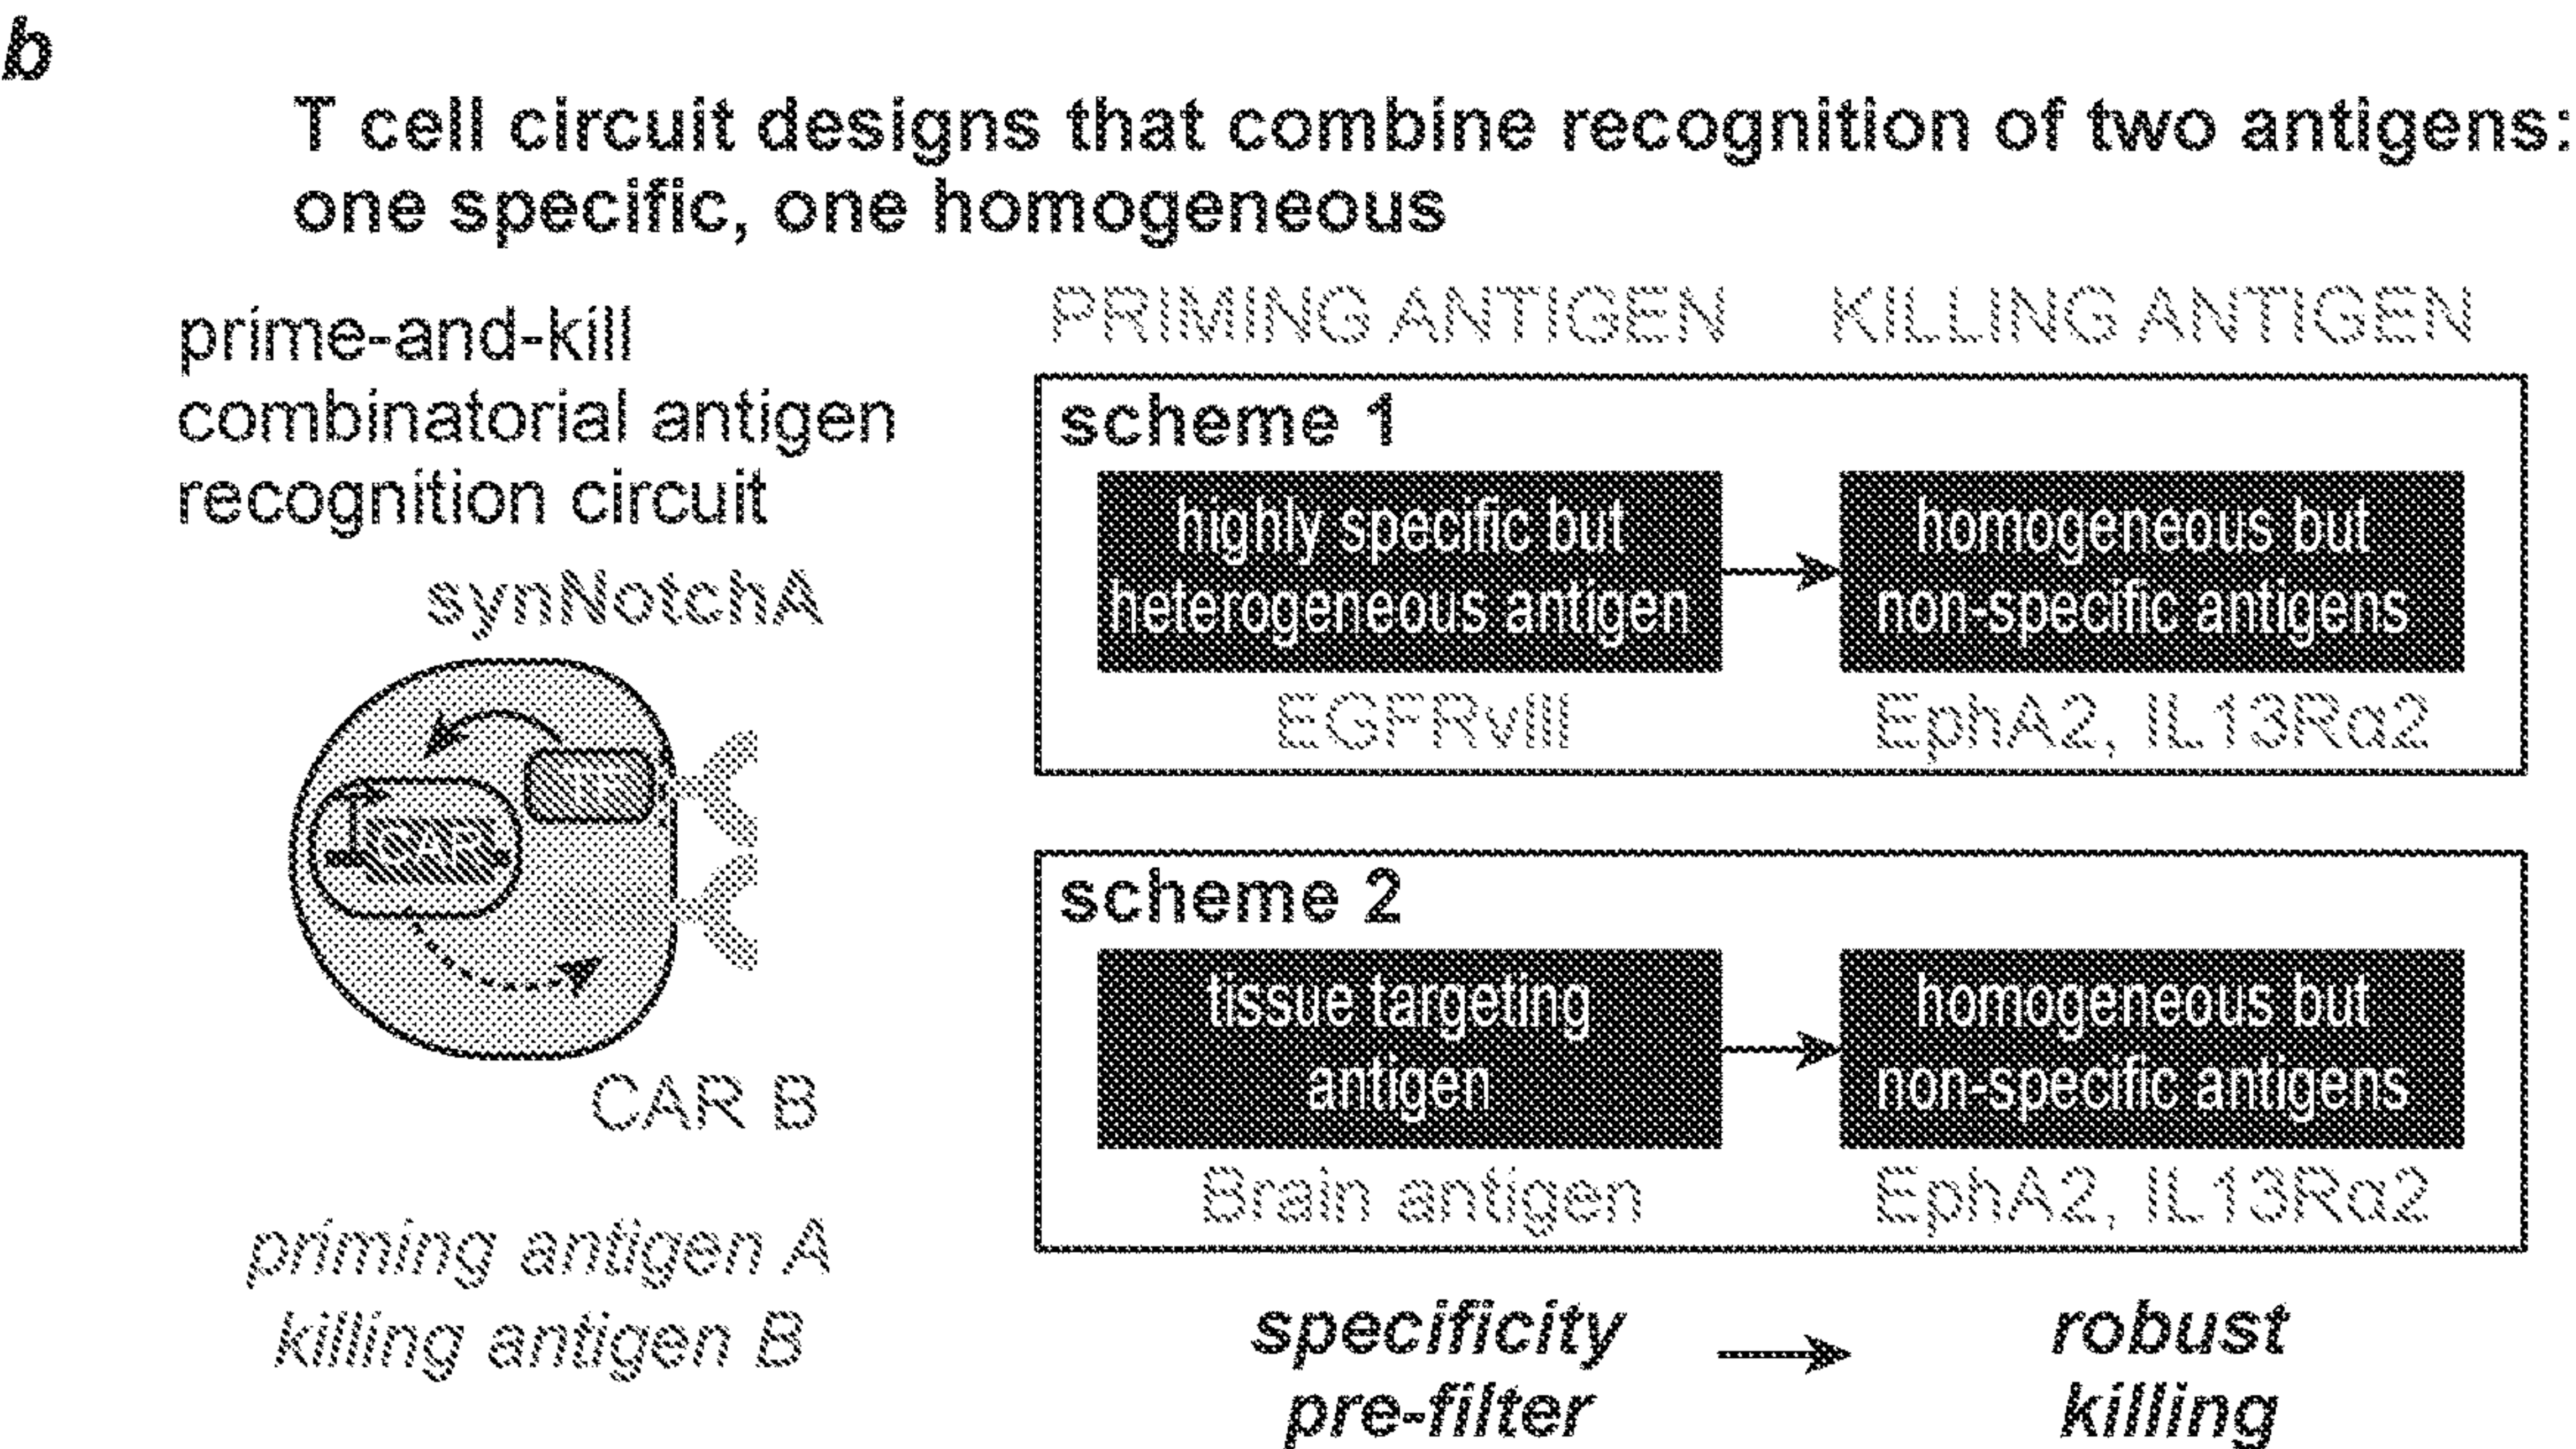 b
T cell circuit designs that combine recognition of two antigens:
one specific, one homogeneous
prime-and-kill
combinatorial antigen
recognition circuit
synNotchA
TF
CAR
CAR B
priming antigen A
killing antigen B
PRIMING ANTIGEN KILLING ANTIGEN
scheme 1
highly specific but
heterogeneous antigen
homogeneous but
non-specific antigens
EGFRvIII
EphA2, IL13Rα2
scheme 2
tissue targeting
antigen
homogeneous but
non-specific antigens
Brain antigen
EphA2, IL13Rα2
specificity
pre-filter
robust
killing